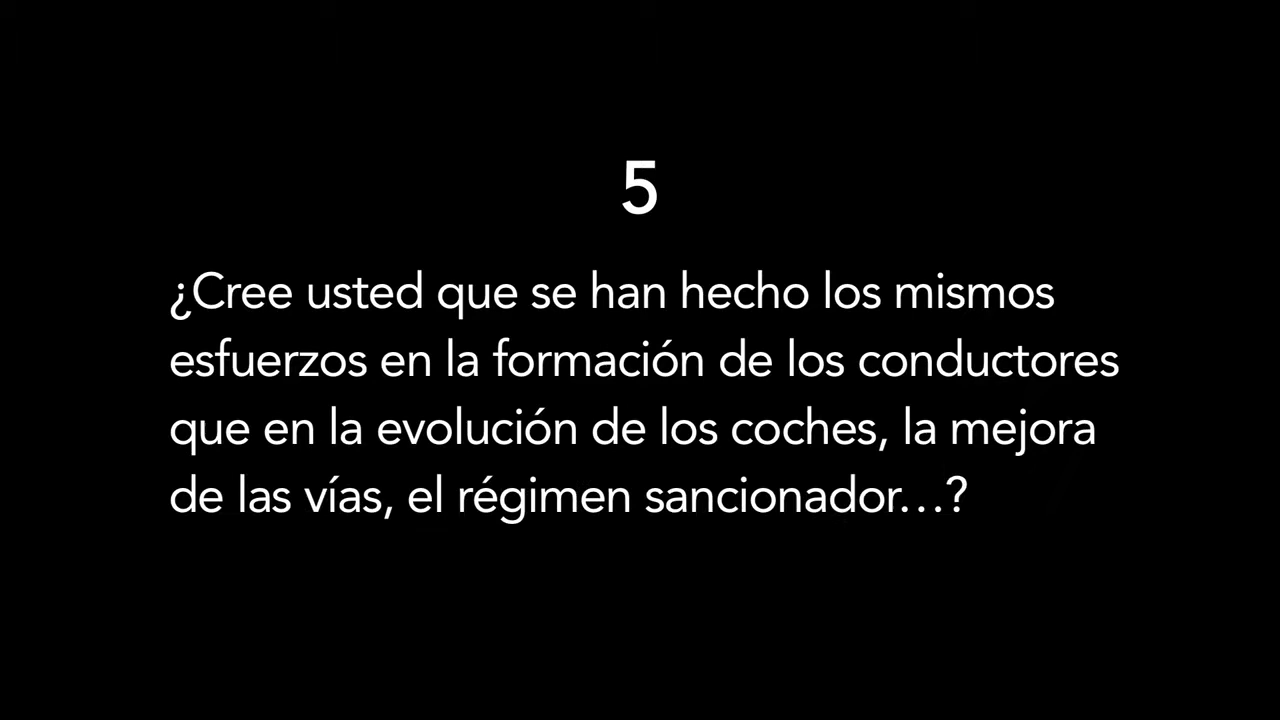 5
¿Cree usted que se han hecho los mismos
esfuerzos en la formación de los conductores
que en la evolución de los coches, la mejora
de las vías, el régimen sancionador…?